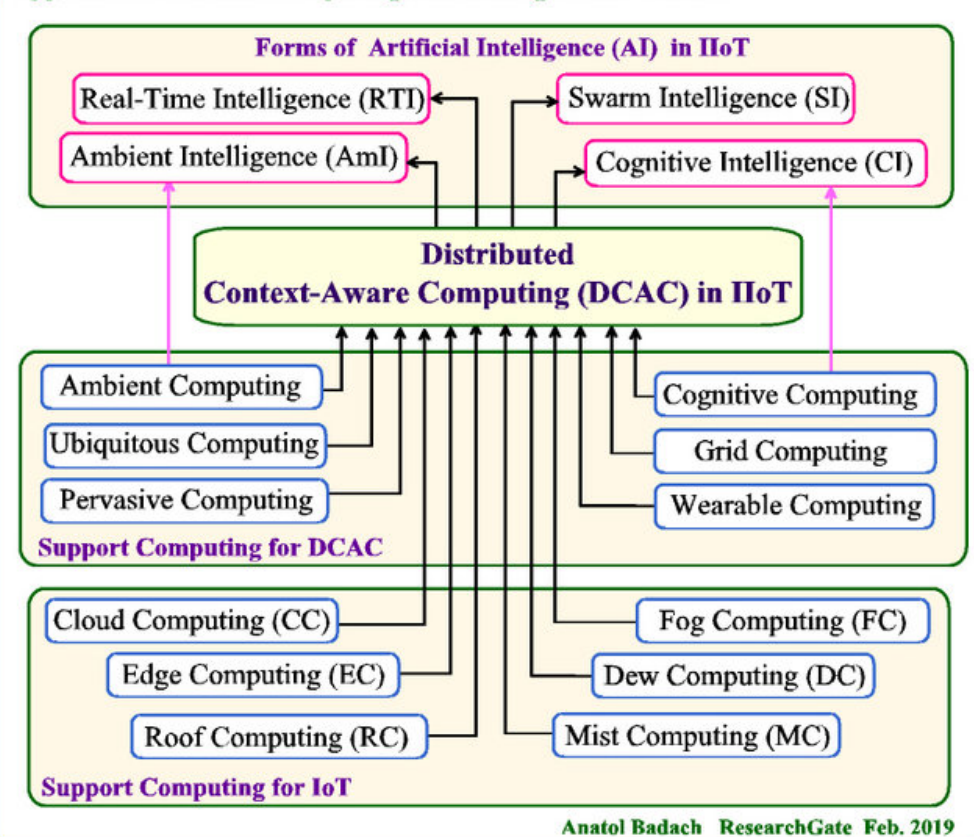 Forms of Artificial Intelligence (AI) in IIoT
Real-Time Intelligence (RTI)
Swarm Intelligence (SI)
Ambient Intelligence (AmI)
Cognitive Intelligence (CI)
Distributed
Context-Aware Computing (DCAC) in IIoT
Ambient Computing
Cognitive Computing
Ubiquitous Computing
Grid Computing
Pervasive Computing
Wearable Computing
Support Computing for DCAC
Cloud Computing (CC)
Fog Computing (FC)
Edge Computing (EC)
Dew Computing (DC)
Roof Computing (RC)
Mist Computing (MC)
Support Computing for IoT
Anatol Badach ResearchGate Feb. 2019